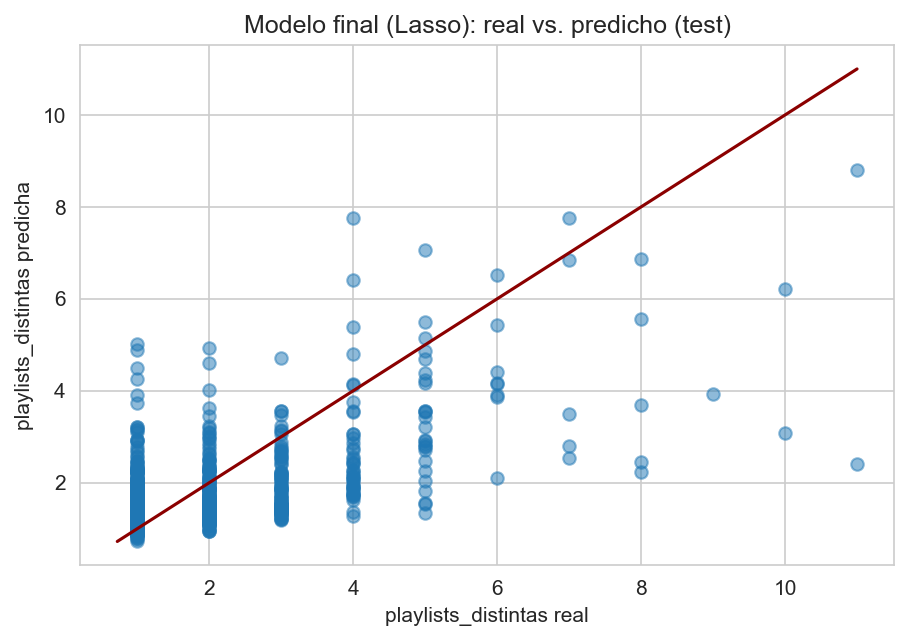 Modelo final (Lasso): real vs. predicho (test)
playlists_distintas predicha
10
8
6
4
2
2 4 6 8 10
playlists_distintas real